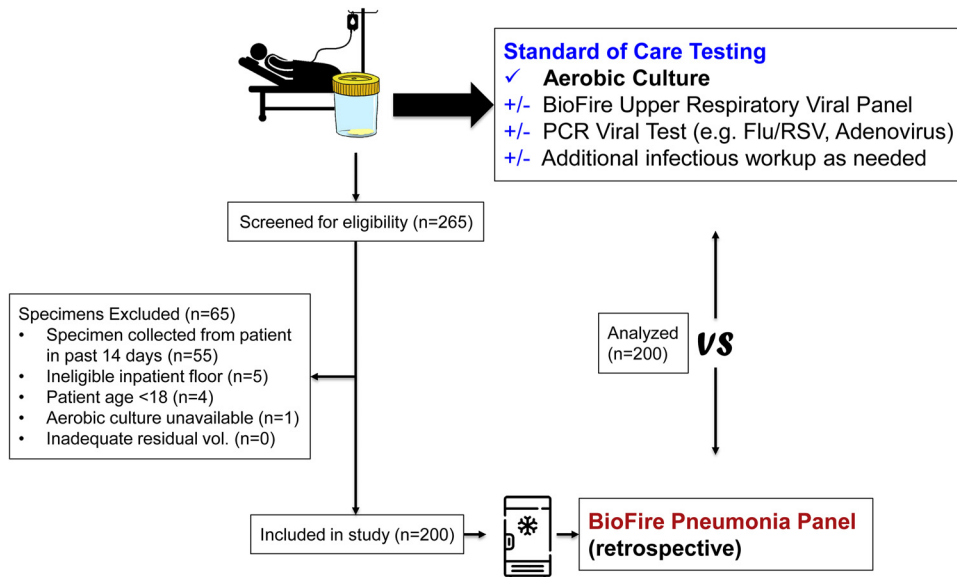 Standard of Care Testing
✓ Aerobic Culture
+/- BioFire Upper Respiratory Viral Panel
+/- PCR Viral Test (e.g. Flu/RSV, Adenovirus)
+/- Additional infectious workup as needed
Screened for eligibility (n=265)
Specimens Excluded (n=65)
• Specimen collected from patient
in past 14 days (n=55)
• Ineligible inpatient floor (n=5)
• Patient age <18 (n=4)
• Aerobic culture unavailable (n=1)
• Inadequate residual vol. (n=0)
Analyzed
(n=200)
VS
Included in study (n=200)
BioFire Pneumonia Panel
(retrospective)